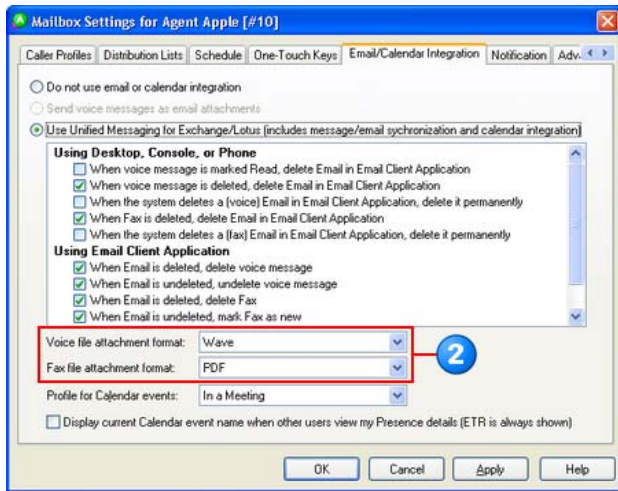 Mailbox Settings for Agent Apple [#10]
Caller Profiles Distribution Lists Schedule One-Touch Keys Email/Calendar Integration Notification Adv.
Do not use email or calendar integration
Send voice messages as email attachments
Use Unified Messaging for Exchange/Lotus (includes message/email sychronization and calendar integration)
Using Desktop, Console, or Phone
When voice message is marked Read, delete Email in Email Client Application
When voice message is deleted, delete Email in Email Client Application
When the system deletes a (voice) Email in Email Client Application, delete it permanently
When Fax is deleted, delete Email in Email Client Application
When the system deletes a (fax) Email in Email Client Application, delete it permanently
Using Email Client Application
When Email is deleted, delete voice message
When Email is undeleted, undelete voice message
When Email is deleted, delete Fax
When Email is undeleted, mark Fax as new
Voice file attachment format: Wave
2
Fax file attachment format: PDF
Profile for Calendar events: In a Meeting
Display current Calendar event name when other users view my Presence details (ETR is always shown)
OK Cancel Apply Help